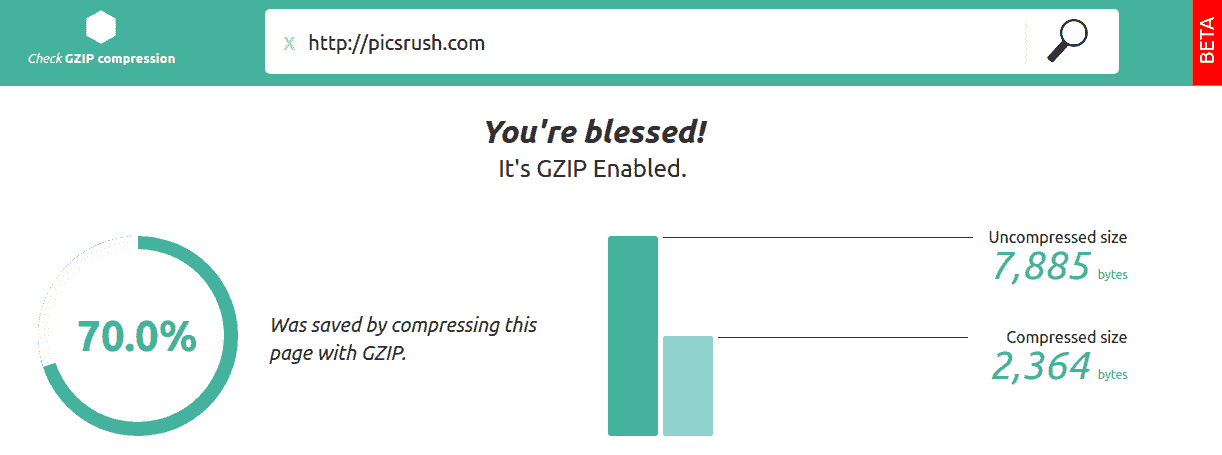 Check GZIP compression
X http://picsrush.com
BETA
You're blessed!
It's GZIP Enabled.
70.0%
Was saved by compressing this
page with GZIP.
Uncompressed size
7,885 bytes
Compressed size
2,364 bytes